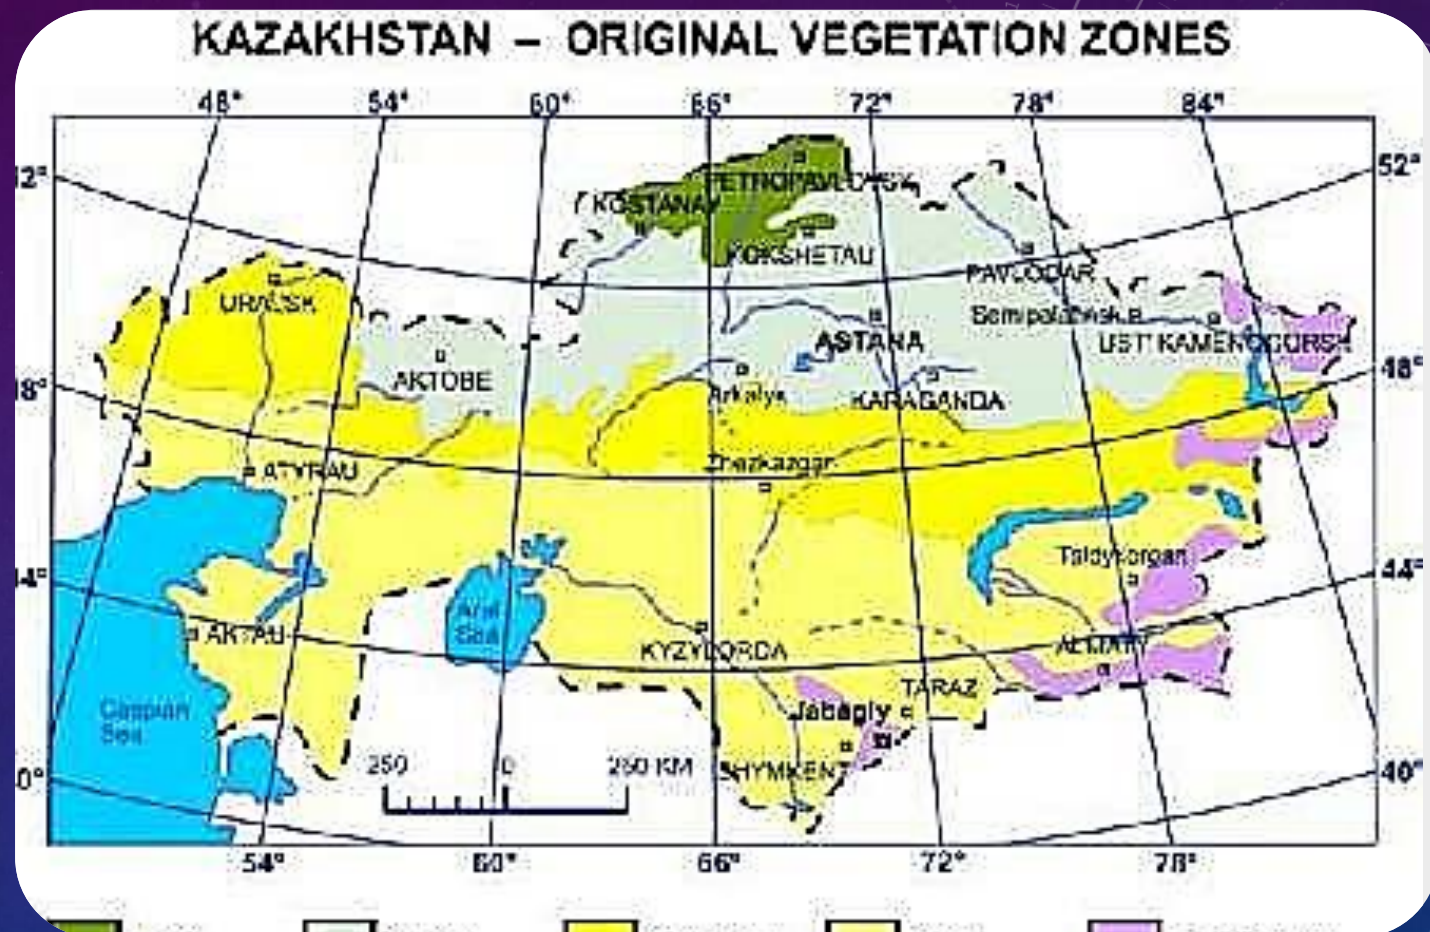 KAZAKHSTAN – ORIGINAL VEGETATION ZONES
48° 54° 60° 66° 72° 78° 84°
52°
PETROPAVLOVSK
KOSTANAY
KOKSHETAU
PAVLODAR
URALSK
Semipalatinsk
ASTANA
UST' KAMENOGORSK
48°
AKTOBE
Arkalyk
KARAGANDA
ATYRAU
Zhezkazgan
Taldykorgan
44°
Aral
Sea
AKTAU
KYZYLORDA
ALMATY
TARAZ
Jabagly
Caspian
Sea
250 0 250 KM
SHYMKENT
40°
54° 60° 66° 72° 78°